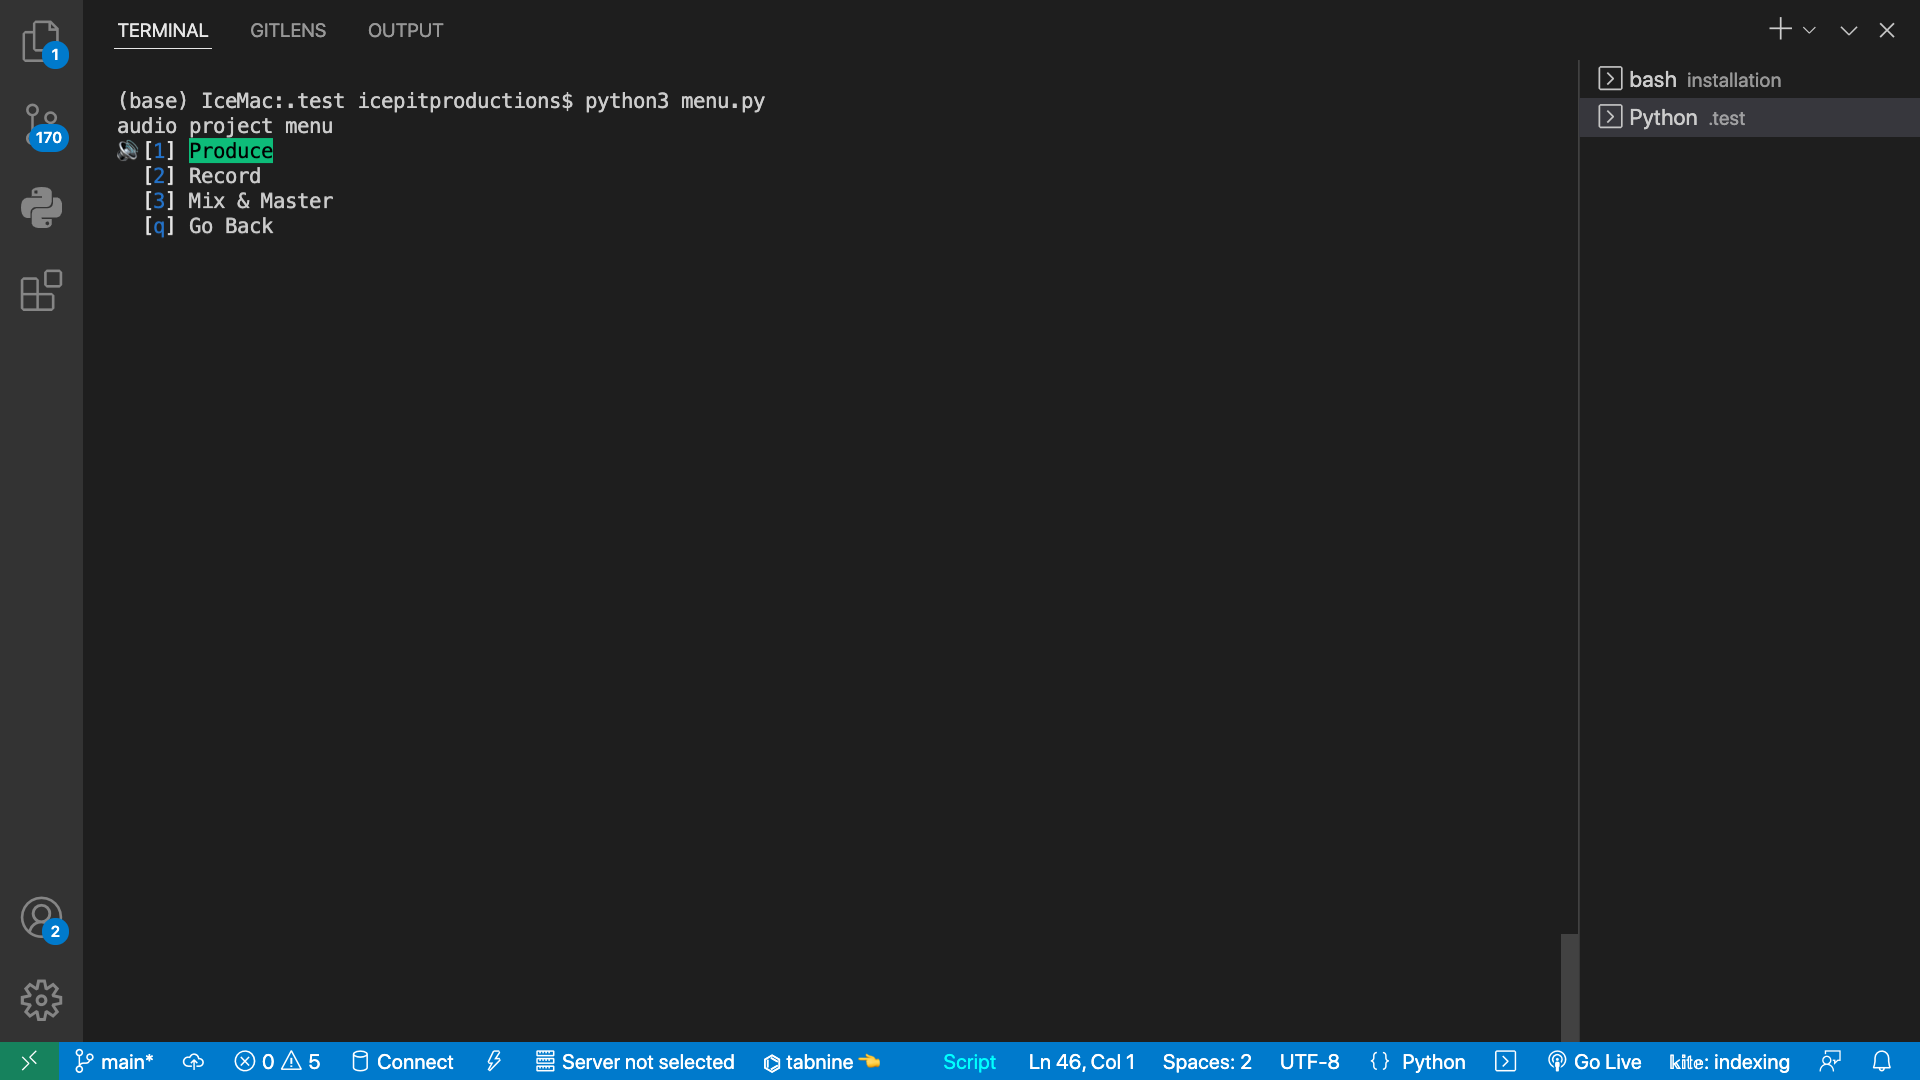 TERMINAL GITLENS OUTPUT
(base) IceMac:.test icepitproductions$ python3 menu.py
audio project menu
🔊 [1] Produce
[2] Record
[3] Mix & Master
[q] Go Back
bash installation
Python .test
1
170
2
main* 0 5 Connect Server not selected tabnine 👈 Script Ln 46, Col 1 Spaces: 2 UTF-8 {} Python Go Live kite: indexing